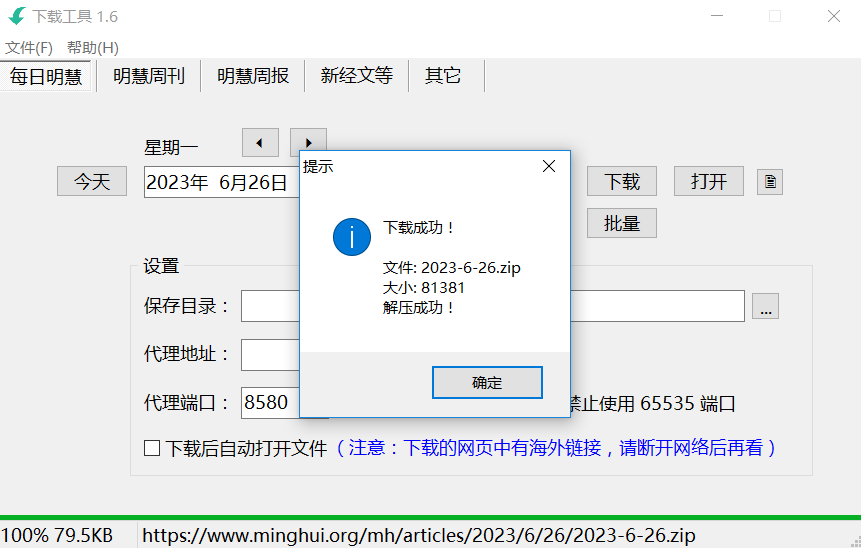 下载工具 1.6
文件(F) 帮助(H)
每日明慧 明慧周刊 明慧周报 新经文等 其它
星期一
今天 2023年 6月26日 下载 打开
批量
提示
下载成功！
文件: 2023-6-26.zip
大小: 81381
解压成功！
确定
设置
保存目录： ...
代理地址：
代理端口： 8580 禁止使用 65535 端口
下载后自动打开文件（注意：下载的网页中有海外链接，请断开网络后再看）
100% 79.5KB https://www.minghui.org/mh/articles/2023/6/26/2023-6-26.zip